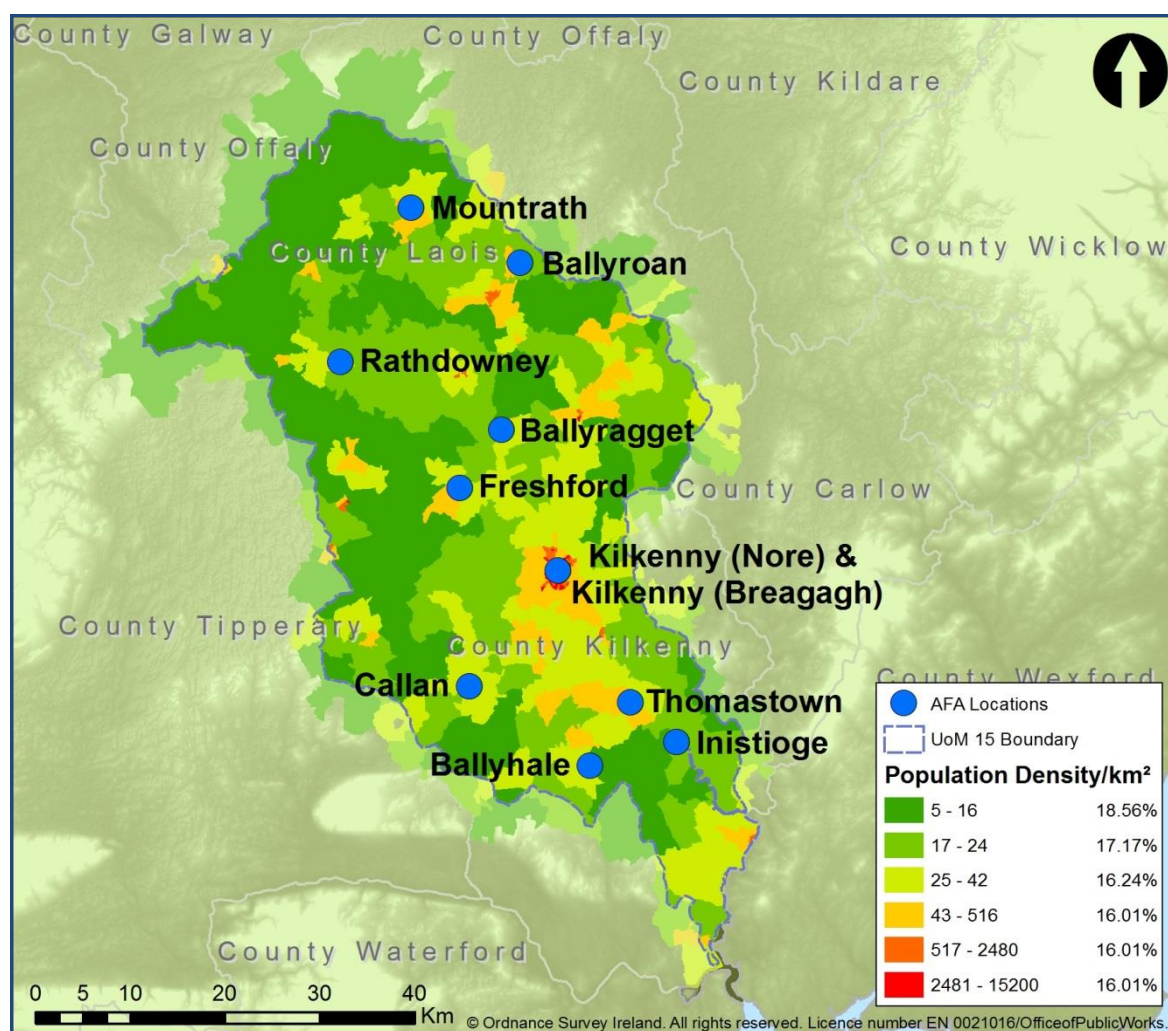 County Galway
County Offaly
County Kildare
County Offaly
Mountrath
County Laois
Ballyroan
County Wicklow
Rathdowney
Ballyragget
Freshford
County Carlow
Kilkenny (Nore) &
Kilkenny (Breagagh)
County Tipperary
County Kilkenny
Callan
Thomastown
Inistioge
Ballyhale
County Wexford
County Waterford
AFA Locations
UoM 15 Boundary
Population Density/km²
5 - 16 18.56%
17 - 24 17.17%
25 - 42 16.24%
43 - 516 16.01%
517 - 2480 16.01%
2481 - 15200 16.01%
0 5 10 20 30 40
Km
© Ordnance Survey Ireland. All rights reserved. Licence number EN 0021016/OfficeofPublicWorks